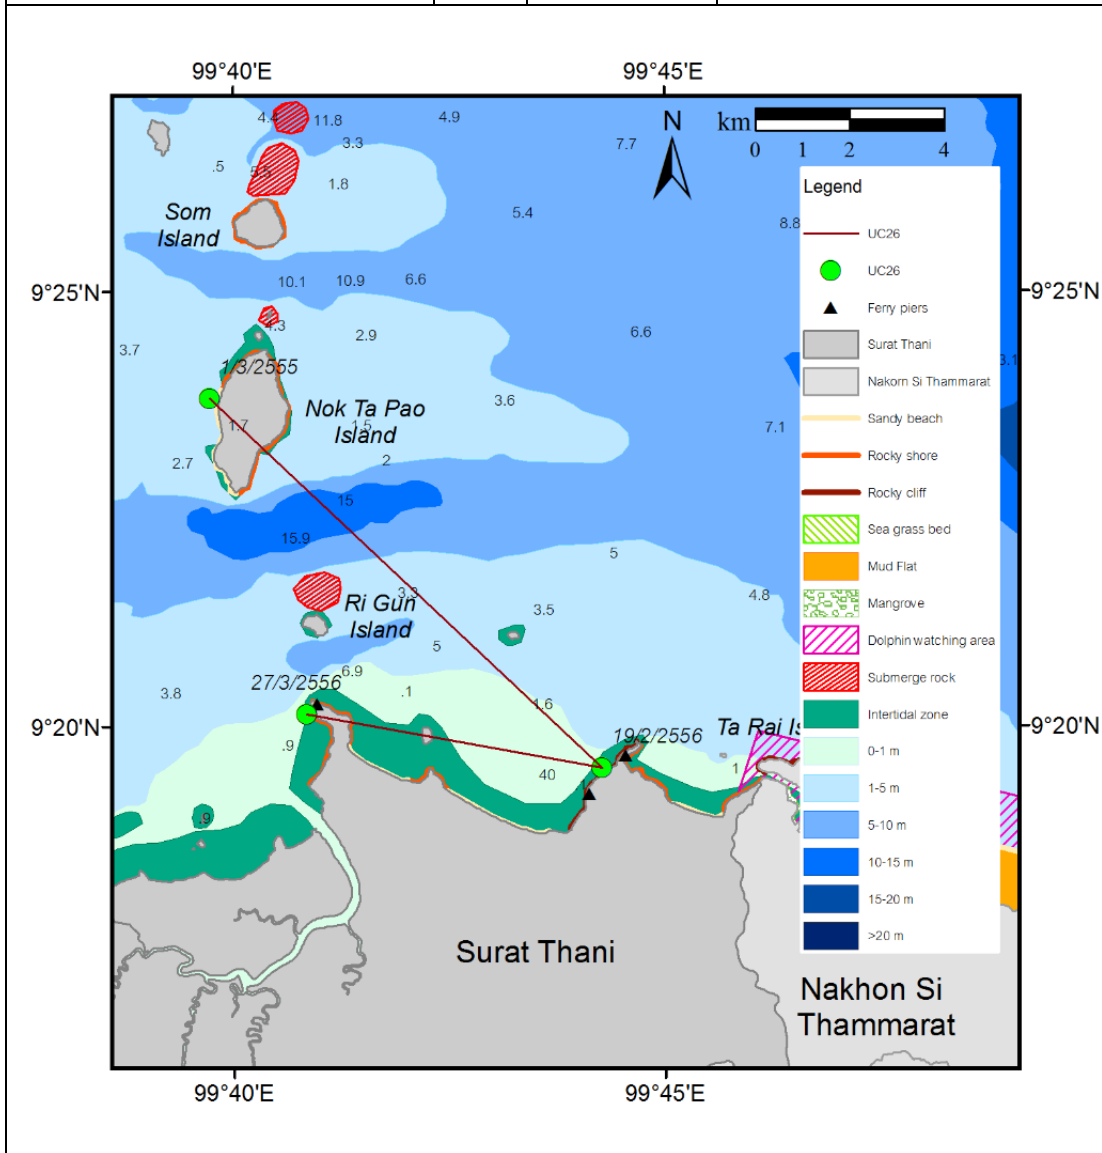 99°40'E
99°45'E
N
km
0
1
2
4
4.4
11.8
4.9
3.3
7.7
.5
5.5
1.8
5.4
8.8
Som
Island
10.1
10.9
6.6
9°25'N
9°25'N
4.3
2.9
6.6
3.7
3.1
1/3/2555
3.6
Nok Ta Pao
Island
1.7
1.5
7.1
2.7
2
15
15.9
5
3.3
4.8
Ri Gun
Island
3.5
5
27/3/2556
6.9
3.8
.1
1.6
9°20'N
9°20'N
19/2/2556
Ta Rai Is
.9
40
1
.9
Surat Thani
Nakhon Si
Thammarat
Legend
UC26
UC26
Ferry piers
Surat Thani
Nakorn Si Thammarat
Sandy beach
Rocky shore
Rocky cliff
Sea grass bed
Mud Flat
Mangrove
Dolphin watching area
Submerge rock
Intertidal zone
0-1 m
1-5 m
5-10 m
10-15 m
15-20 m
>20 m
99°40'E
99°45'E